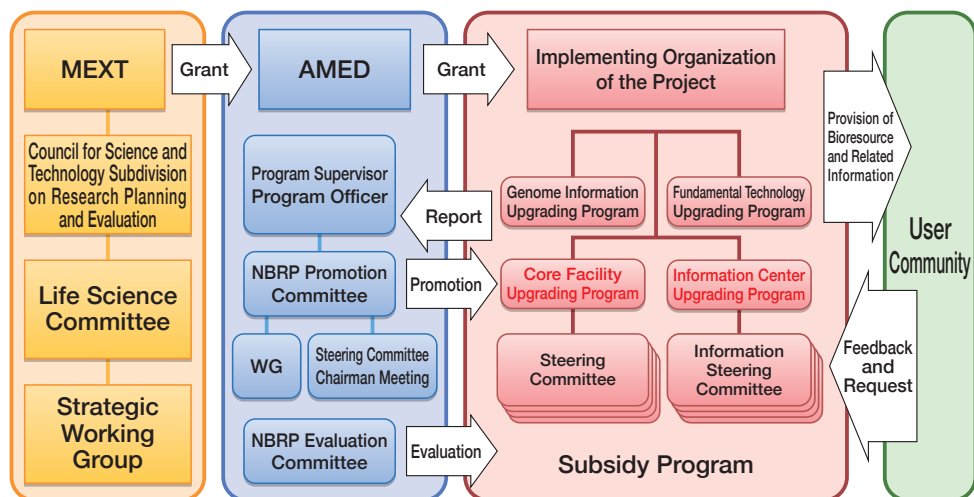 MEXT
Council for Science and
Technology Subdivision
on Research Planning
and Evaluation
Life Science
Committee
Strategic
Working
Group
Grant
AMED
Program Supervisor
Program Officer
NBRP Promotion
Committee
WG
Steering Committee
Chairman Meeting
NBRP Evaluation
Committee
Grant
Report
Promotion
Evaluation
Implementing Organization
of the Project
Genome Information
Upgrading Program
Fundamental Technology
Upgrading Program
Core Facility
Upgrading Program
Information Center
Upgrading Program
Steering
Committee
Information
Steering
Committee
Subsidy Program
Provision of
Bioresource
and Related
Information
Feedback
and
Request
User
Community